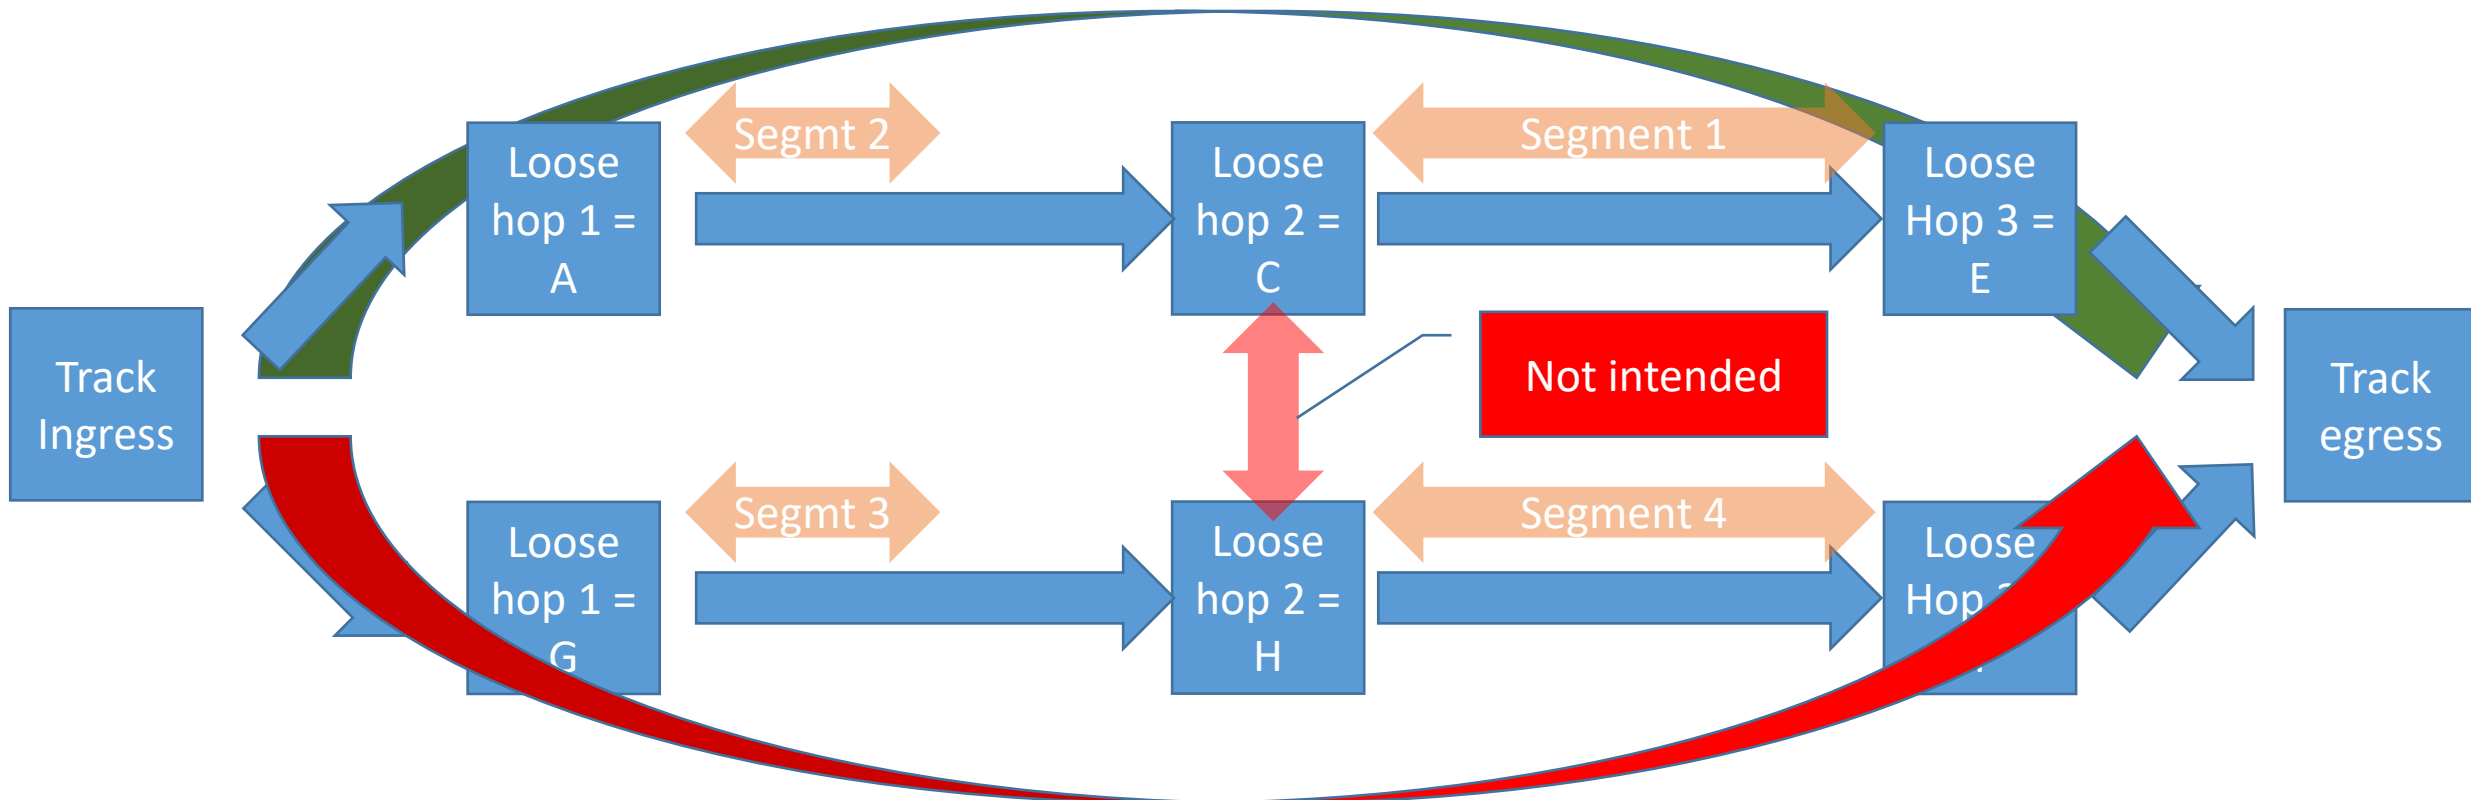 Segmt 2
Segment 1
Loose
hop 1 =
A
Loose
hop 2 =
C
Loose
Hop 3 =
E
Track
Ingress
Not intended
Track
egress
Segmt 3
Segment 4
Loose
hop 1 =
G
Loose
hop 2 =
H
Loose
Hop